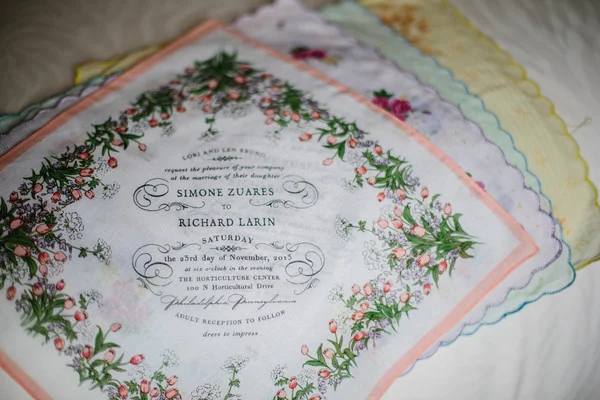 LORI AND LEN
request the pleasure of your company
at the marriage of their daughter
SIMONE ZUARES
TO
RICHARD LARIN
SATURDAY
the 23rd day of November, 2013
at six o'clock in the evening
THE HORTICULTURE CENTER
100 N Horticultural Drive
Philadelphia Pennsylvania
ADULT RECEPTION TO FOLLOW
dress to impress